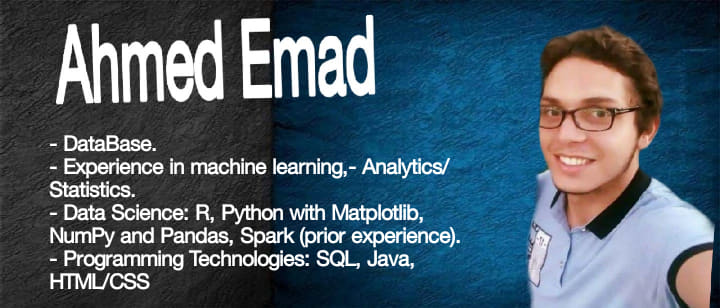 Ahmed Emad
- DataBase.
- Experience in machine learning,- Analytics/
Statistics.
- Data Science: R, Python with Matplotlib,
NumPy and Pandas, Spark (prior experience).
- Programming Technologies: SQL, Java,
HTML/CSS